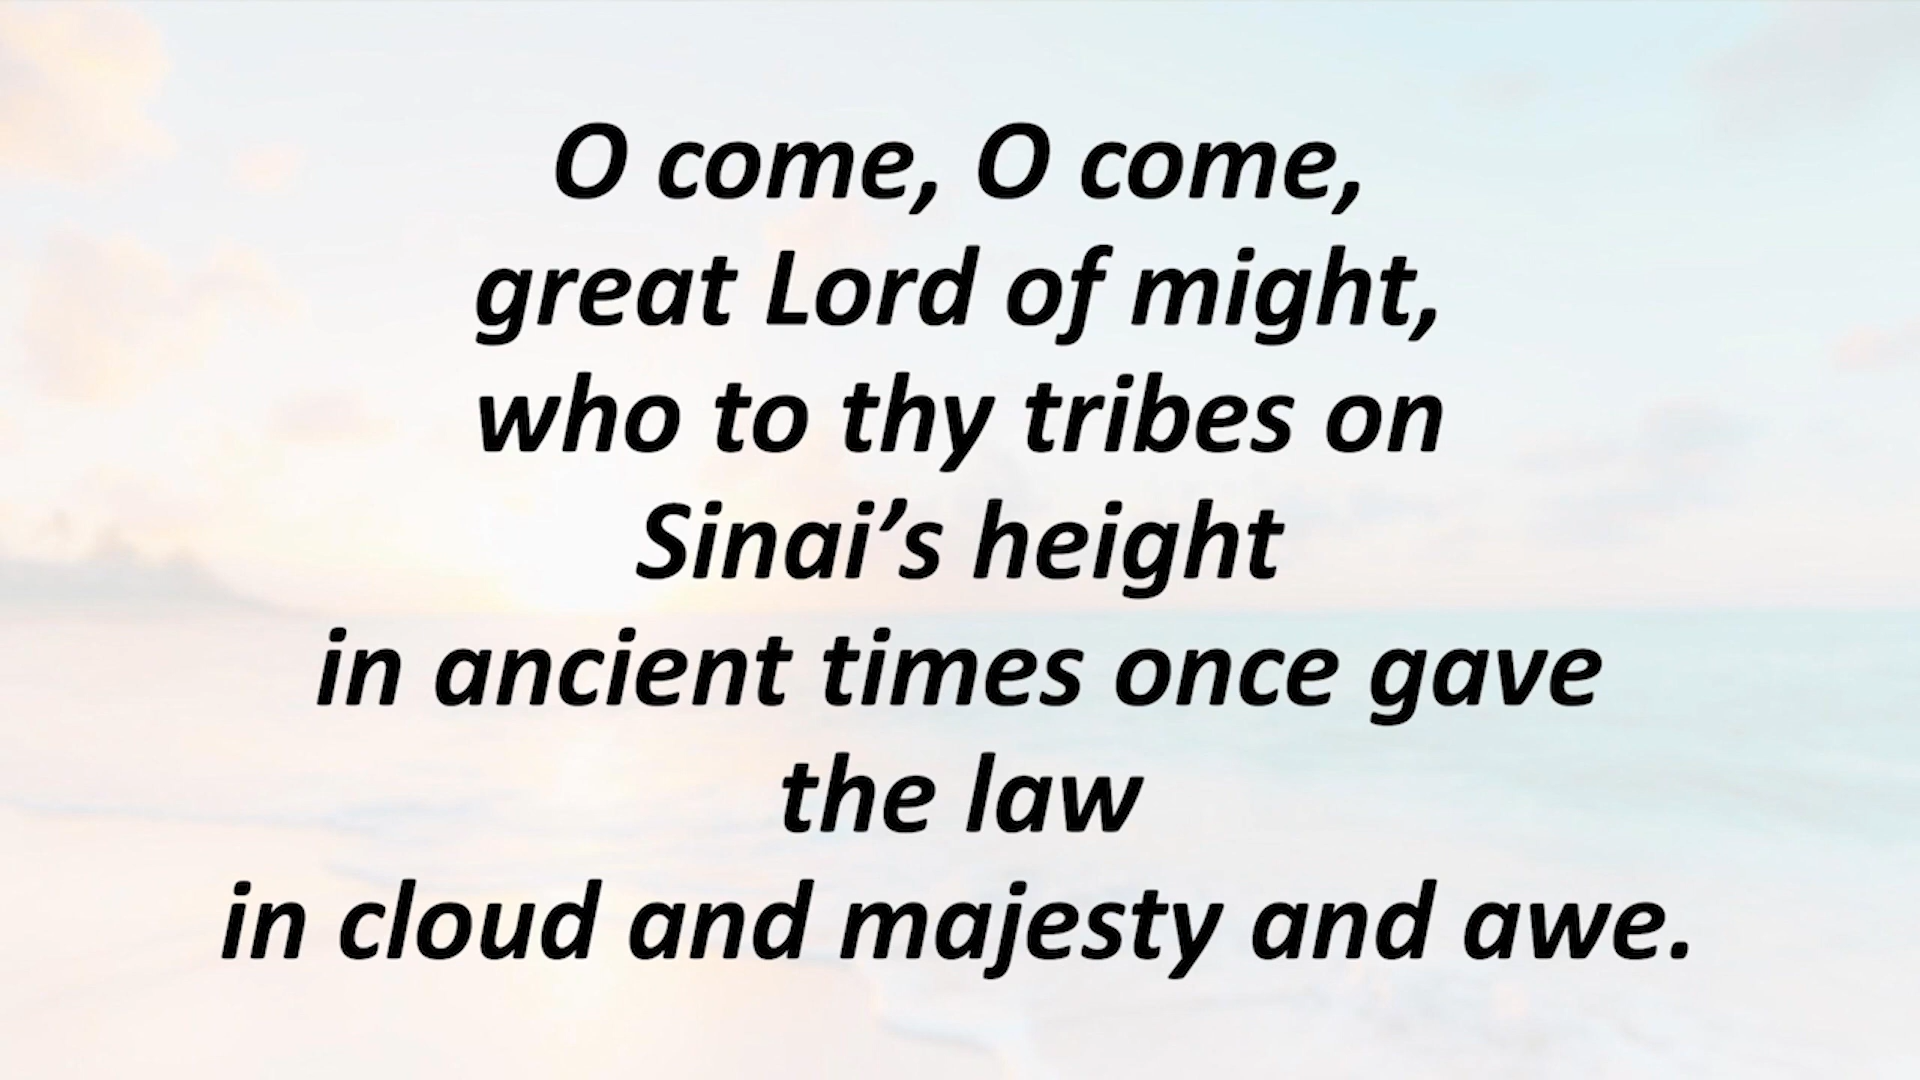 O come, O come,
great Lord of might,
who to thy tribes on
Sinai’s height
in ancient times once gave
the law
in cloud and majesty and awe.